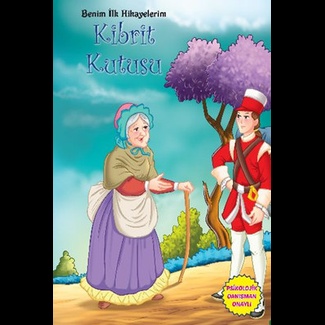 Benim İlk Hikayelerim
Kibrit
Kutusu
PSİKOLOJİK
DANIŞMAN
ONAYLI